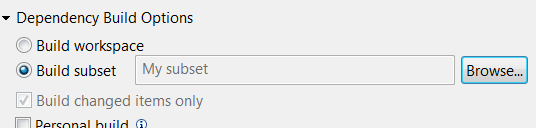 Dependency Build Options
Build workspace
Build subset My subset Browse...
Build changed items only
Personal build